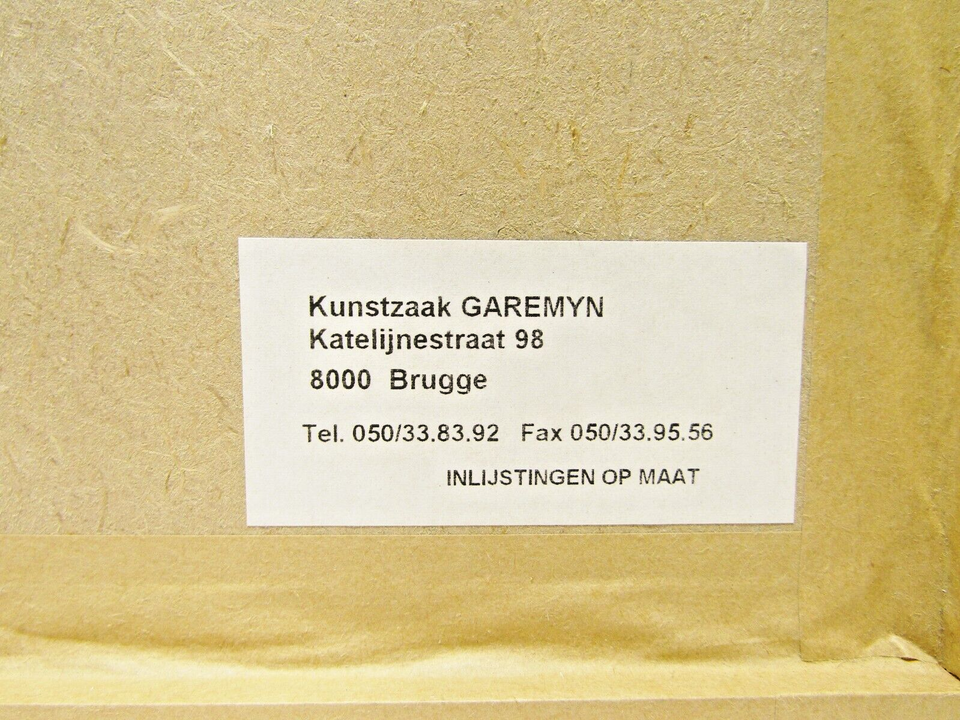 Kunstzaak GAREMYN
Katelijnestraat 98
8000 Brugge
Tel. 050/33.83.92 Fax 050/33.95.56
INLIJSTINGEN OP MAAT